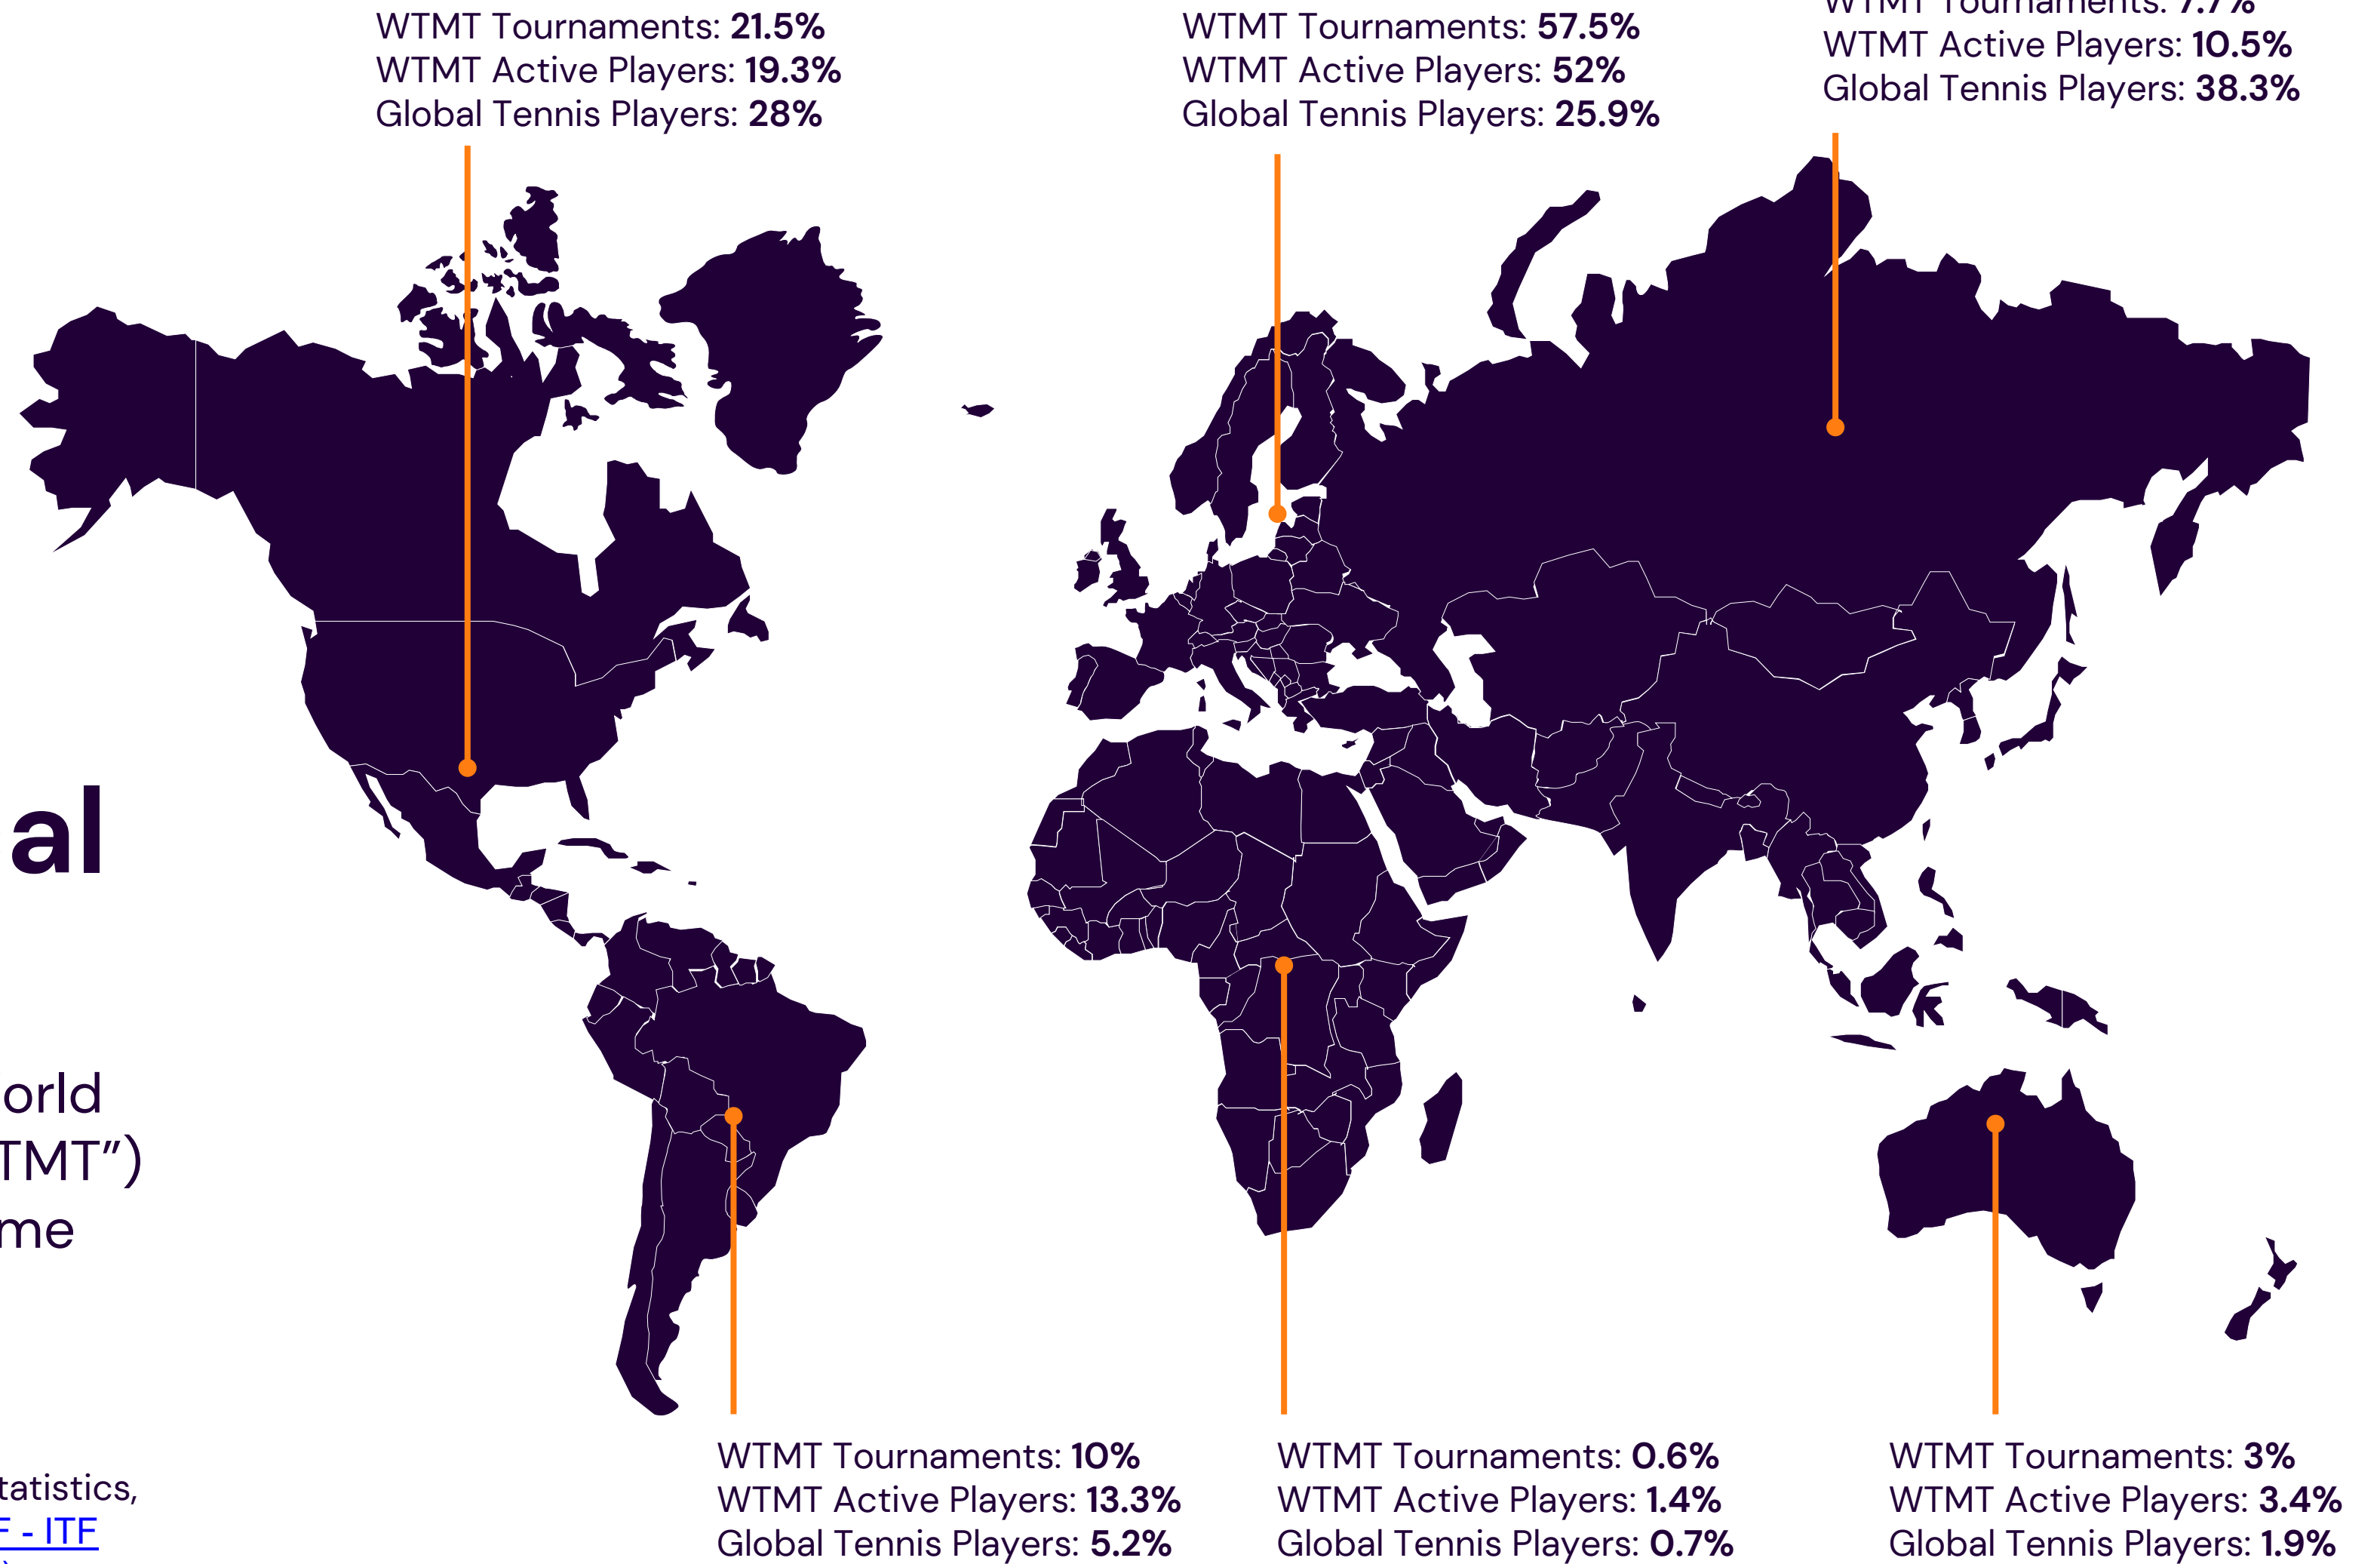 WTMT Tournaments: 21.5%
WTMT Active Players: 19.3%
Global Tennis Players: 28%
WTMT Tournaments: 57.5%
WTMT Active Players: 52%
Global Tennis Players: 25.9%
WTMT Tournaments: 7.7%
WTMT Active Players: 10.5%
Global Tennis Players: 38.3%
al
orld
TMT”)
me
tatistics,
F - ITF
WTMT Tournaments: 10%
WTMT Active Players: 13.3%
Global Tennis Players: 5.2%
WTMT Tournaments: 0.6%
WTMT Active Players: 1.4%
Global Tennis Players: 0.7%
WTMT Tournaments: 3%
WTMT Active Players: 3.4%
Global Tennis Players: 1.9%